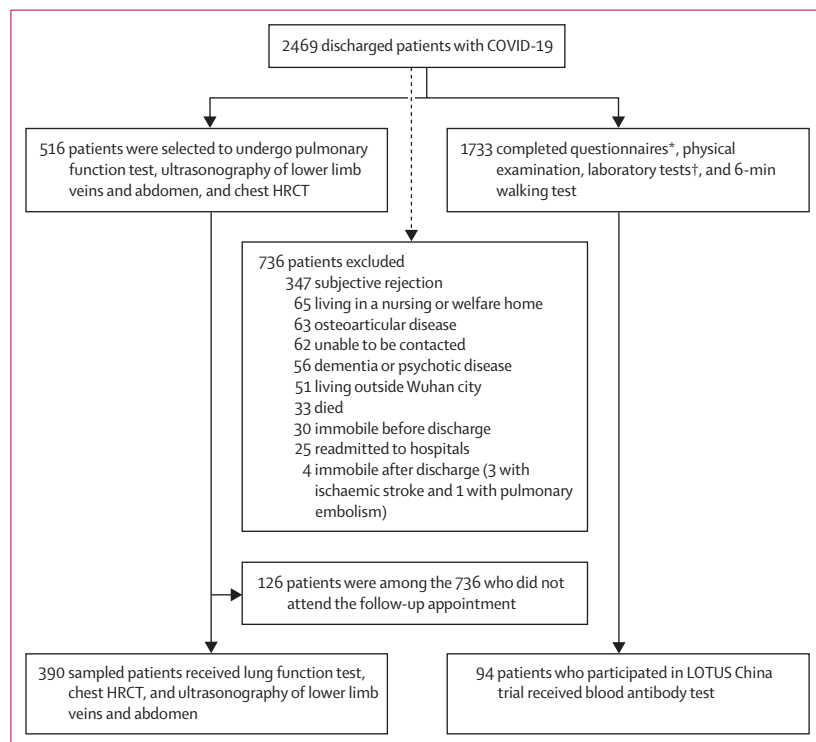 2469 discharged patients with COVID-19
516 patients were selected to undergo pulmonary
function test, ultrasonography of lower limb
veins and abdomen, and chest HRCT
1733 completed questionnaires*, physical
examination, laboratory tests†, and 6-min
walking test
736 patients excluded
347 subjective rejection
65 living in a nursing or welfare home
63 osteoarticular disease
62 unable to be contacted
56 dementia or psychotic disease
51 living outside Wuhan city
33 died
30 immobile before discharge
25 readmitted to hospitals
4 immobile after discharge (3 with
ischaemic stroke and 1 with pulmonary
embolism)
126 patients were among the 736 who did not
attend the follow-up appointment
390 sampled patients received lung function test,
chest HRCT, and ultrasonography of lower limb
veins and abdomen
94 patients who participated in LOTUS China
trial received blood antibody test